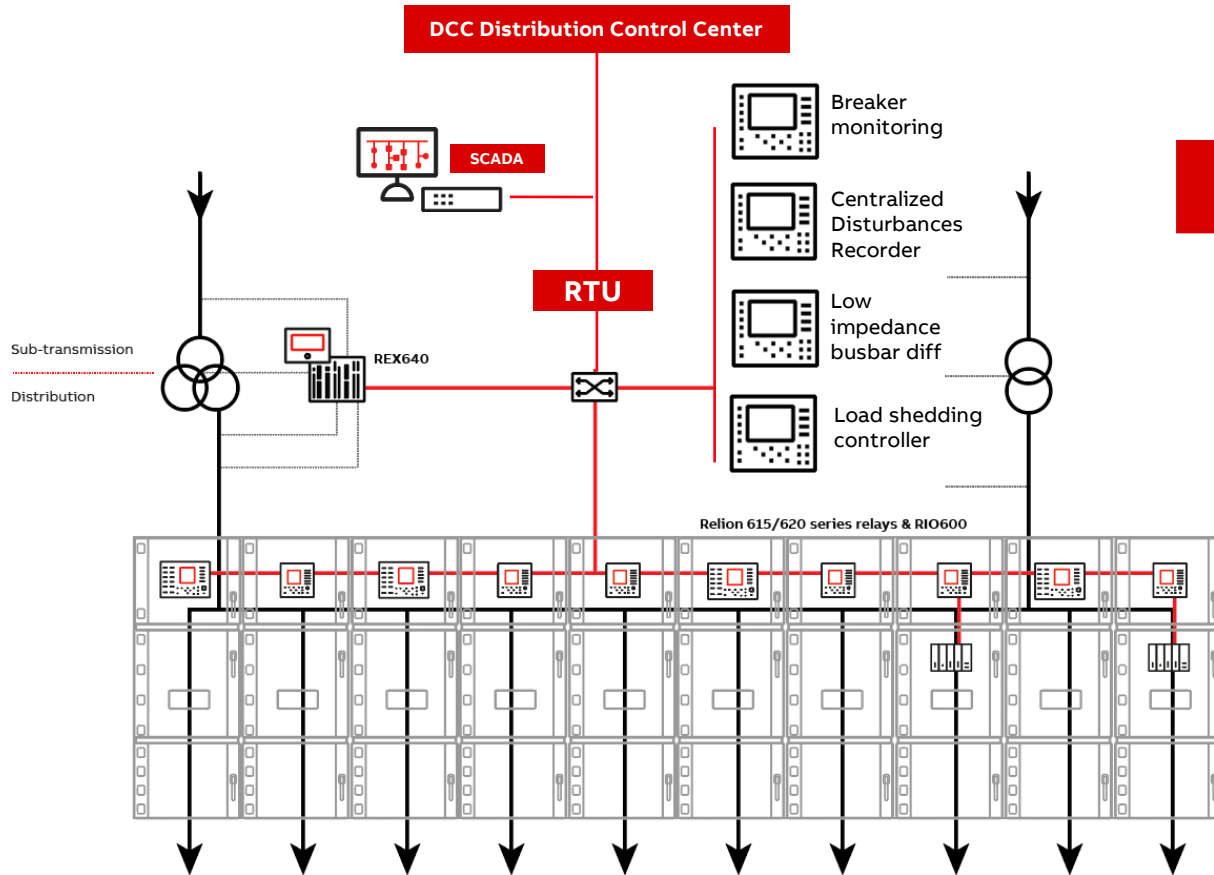 DCC Distribution Control Center
SCADA
RTU
Breaker
monitoring
Centralized
Disturbances
Recorder
Low
impedance
busbar diff
Load shedding
controller
Sub-transmission
Distribution
REX640
Relion 615/620 series relays & RIO600